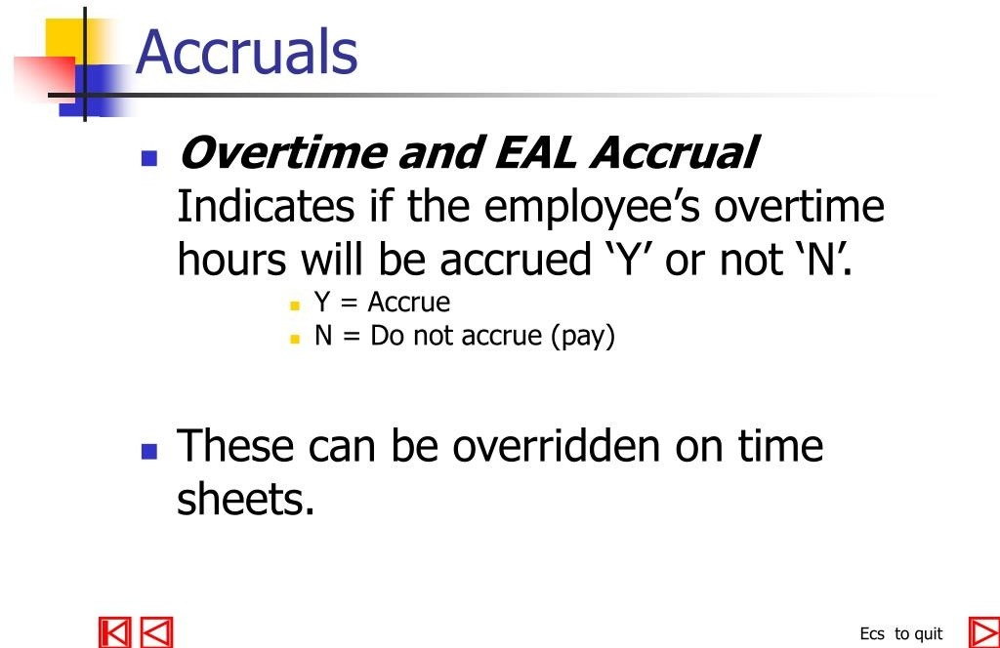 Accruals
Overtime and EAL Accrual
Indicates if the employee’s overtime
hours will be accrued ‘Y’ or not ‘N’.
Y = Accrue
N = Do not accrue (pay)
These can be overridden on time
sheets.
Ecs to quit